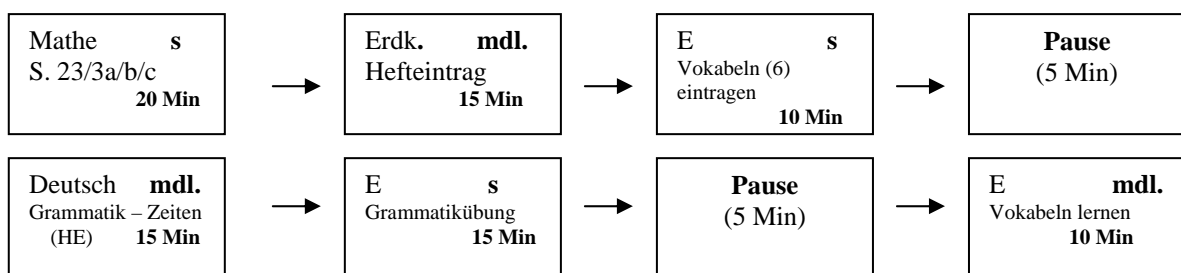 Mathe s
S. 23/3a/b/c
20 Min
Erdk. mdl.
Hefteintrag
15 Min
E s
Vokabeln (6)
eintragen
10 Min
Pause
(5 Min)
Deutsch mdl.
Grammatik – Zeiten
(HE) 15 Min
E s
Grammatikübung
15 Min
Pause
(5 Min)
E mdl.
Vokabeln lernen
10 Min